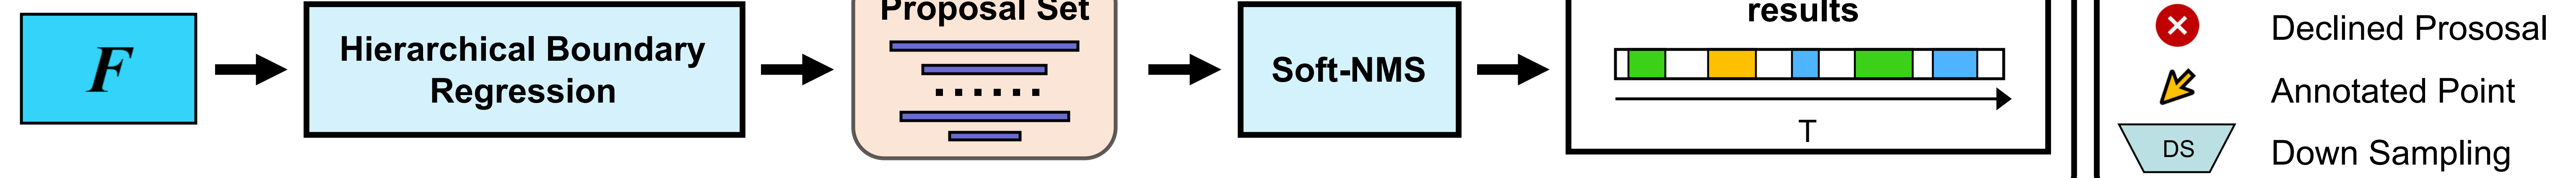 F
Hierarchical Boundary
Regression
Proposal Set
Soft-NMS
results
T
Declined Prososal
Annotated Point
DS
Down Sampling